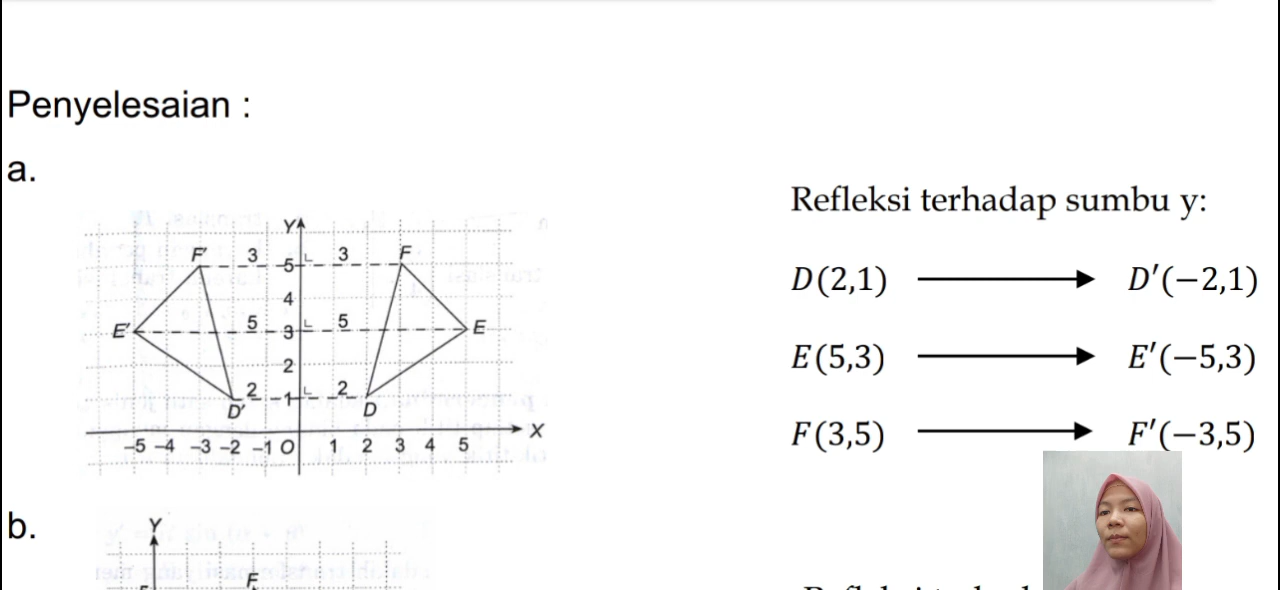 Penyelesaian :
a.
Y
F' 3 5 3 F
4
E' 5 3 5 E
2
D' 2 1 2 D
-5 -4 -3 -2 -1 O 1 2 3 4 5 X
Refleksi terhadap sumbu y:
D(2,1) D′(−2,1)
E(5,3) E′(−5,3)
F(3,5) F′(−3,5)
b.
Y
F